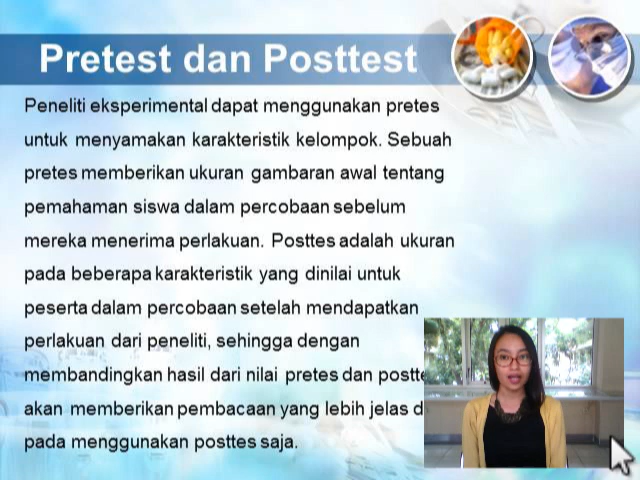 Pretest dan Posttest
Peneliti eksperimental dapat menggunakan pretes
untuk menyamakan karakteristik kelompok. Sebuah
pretes memberikan ukuran gambaran awal tentang
pemahaman siswa dalam percobaan sebelum
mereka menerima perlakuan. Posttes adalah ukuran
pada beberapa karakteristik yang dinilai untuk
peserta dalam percobaan setelah mendapatkan
perlakuan dari peneliti, sehingga dengan
membandingkan hasil dari nilai pretes dan
akan memberikan pembacaan yang lebih jelas
pada menggunakan posttes saja.